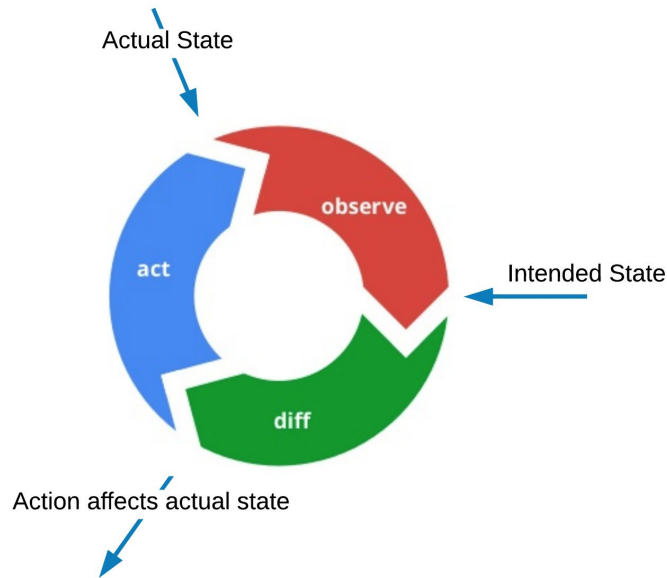 Actual State
observe
act
Intended State
diff
Action affects actual state